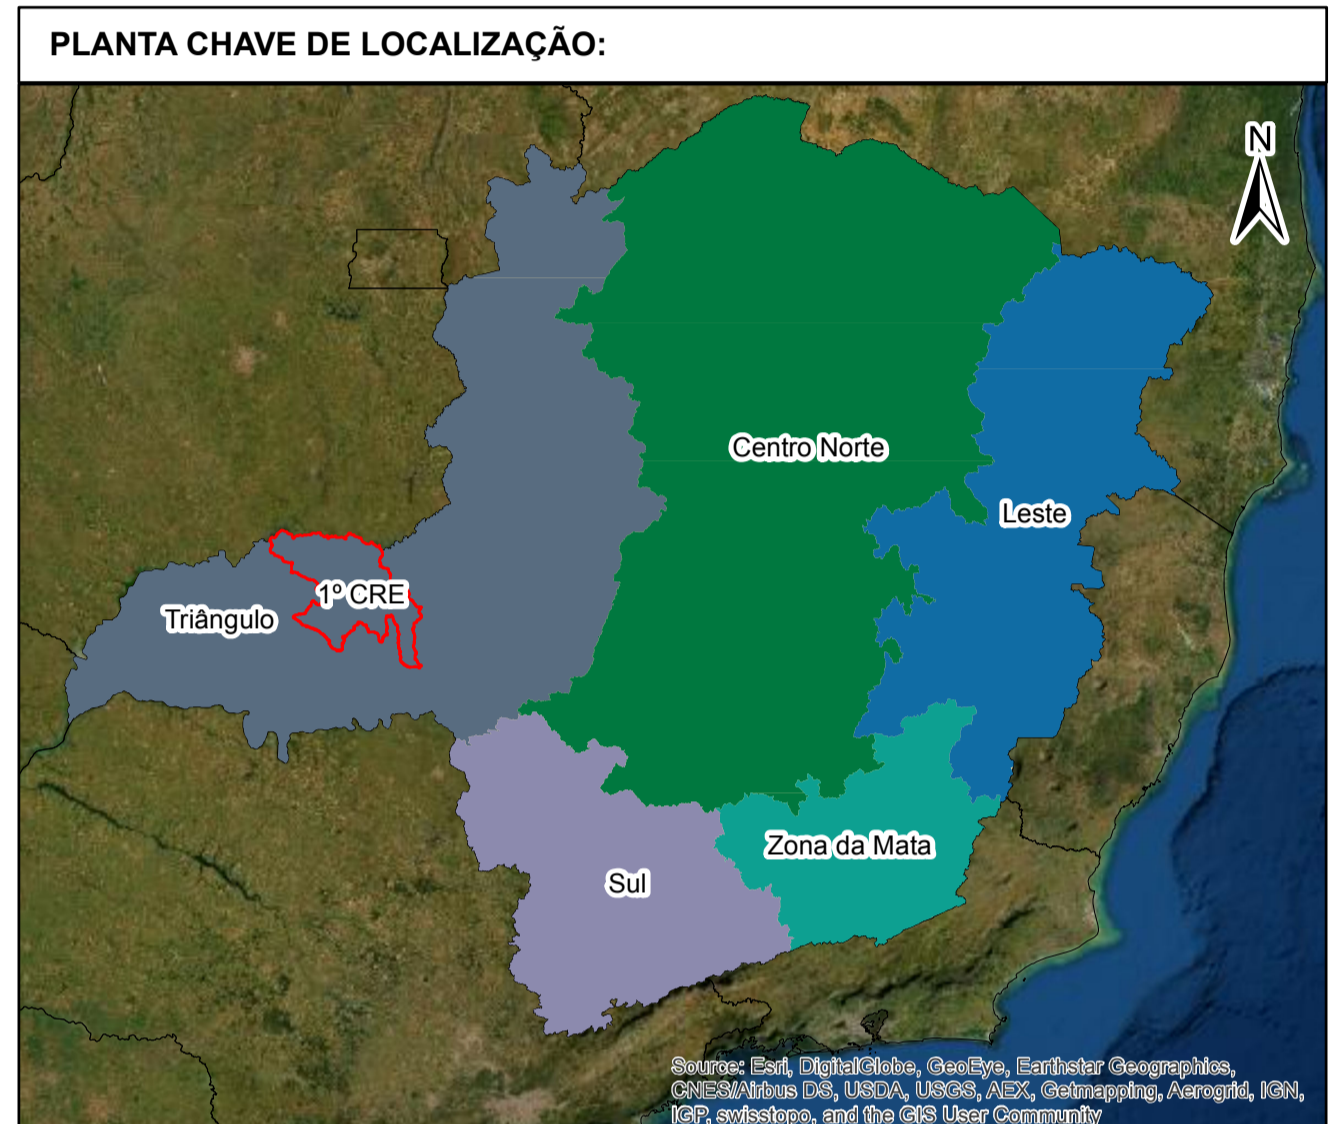 PLANTA CHAVE DE LOCALIZAÇÃO:
N
Centro Norte
Leste
1º CRE
Triângulo
Zona da Mata
Sul
Source: Esri, DigitalGlobe, GeoEye, Earthstar Geographics,
CNES/Airbus DS, USDA, USGS, AEX, Getmapping, Aerogrid, IGN,
IGP, swisstopo, and the GIS User Community